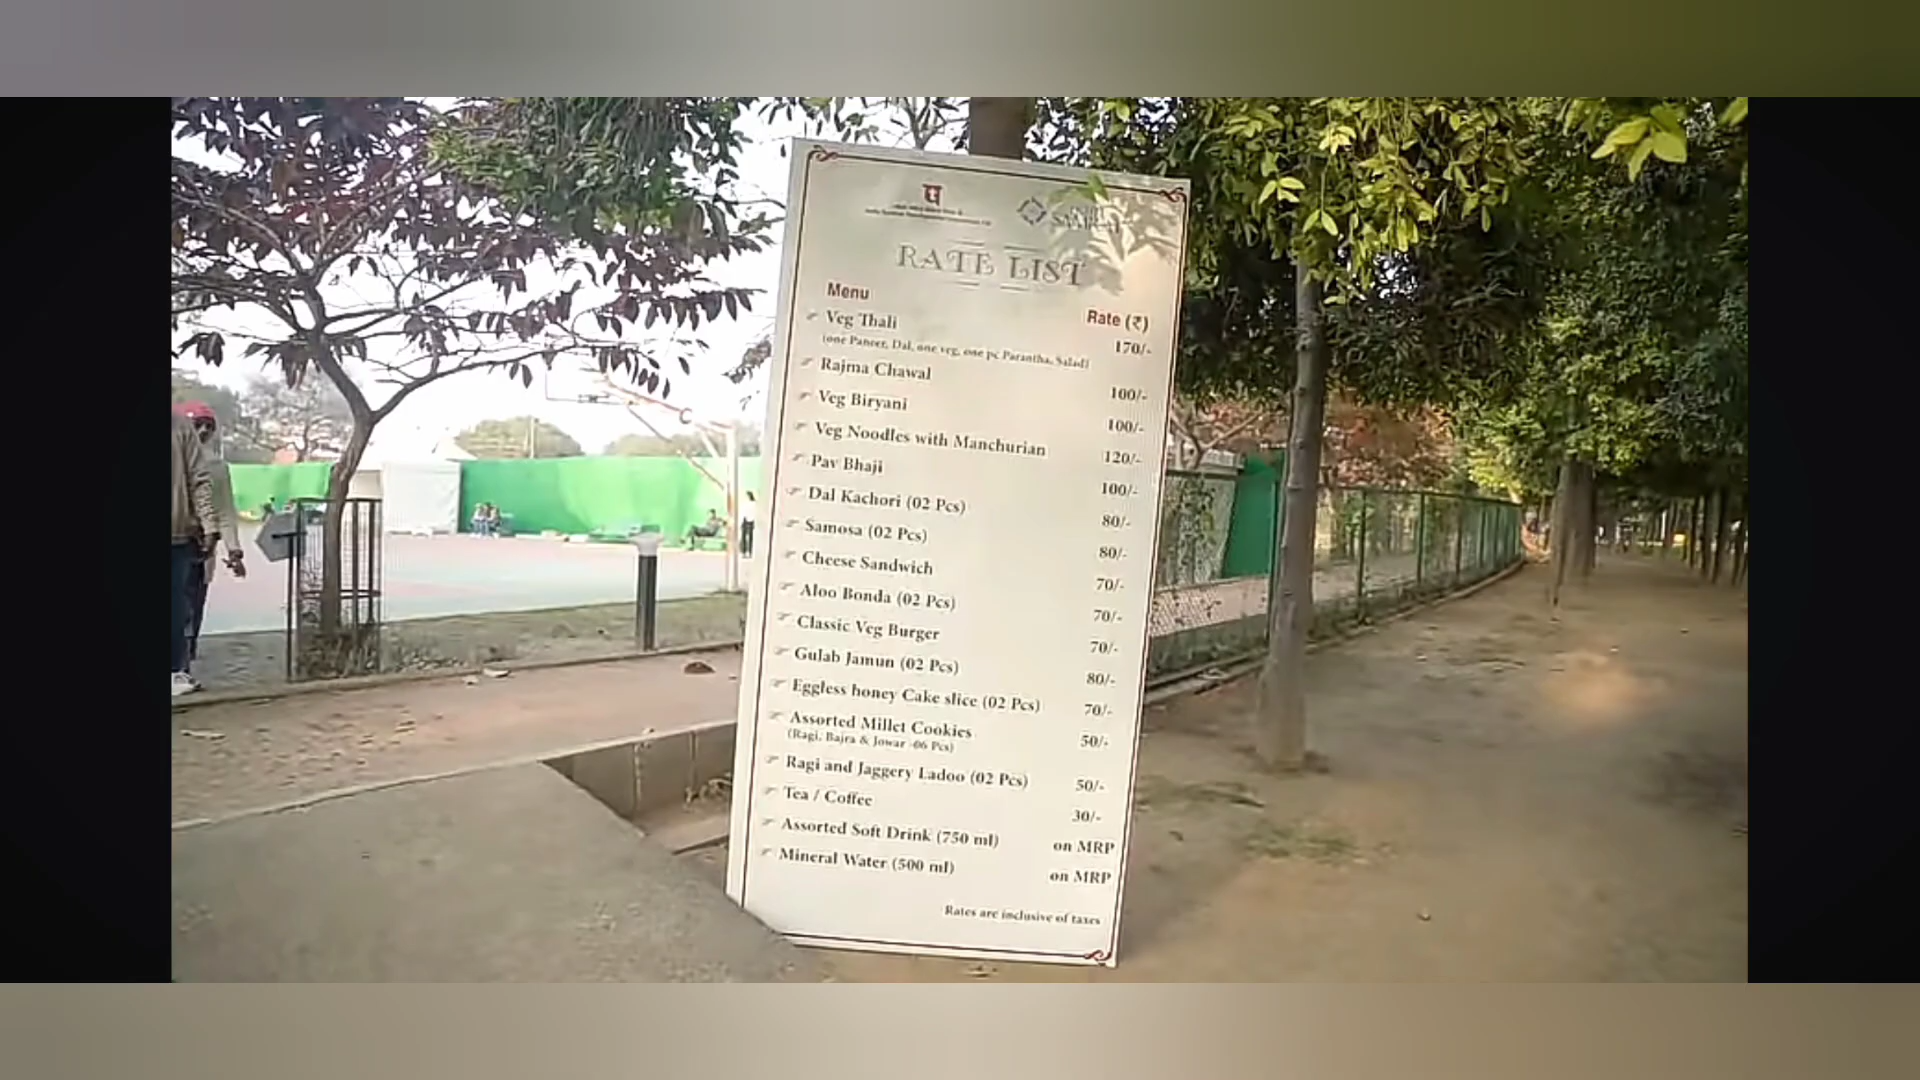 RATE LIST
Menu Rate (₹)
Veg Thali 170/-
(one Paneer, Dal, one veg, one pc Parantha, Salad)
Rajma Chawal 100/-
Veg Biryani 100/-
Veg Noodles with Manchurian 120/-
Pav Bhaji 100/-
Dal Kachori (02 Pcs) 80/-
Samosa (02 Pcs) 80/-
Cheese Sandwich 70/-
Aloo Bonda (02 Pcs) 70/-
Classic Veg Burger 70/-
Gulab Jamun (02 Pcs) 80/-
Eggless honey Cake slice (02 Pcs) 70/-
Assorted Millet Cookies 50/-
(Ragi, Bajra & Jowar -06 Pcs)
Ragi and Jaggery Ladoo (02 Pcs) 50/-
Tea / Coffee 30/-
Assorted Soft Drink (750 ml) on MRP
Mineral Water (500 ml) on MRP
Rates are inclusive of taxes